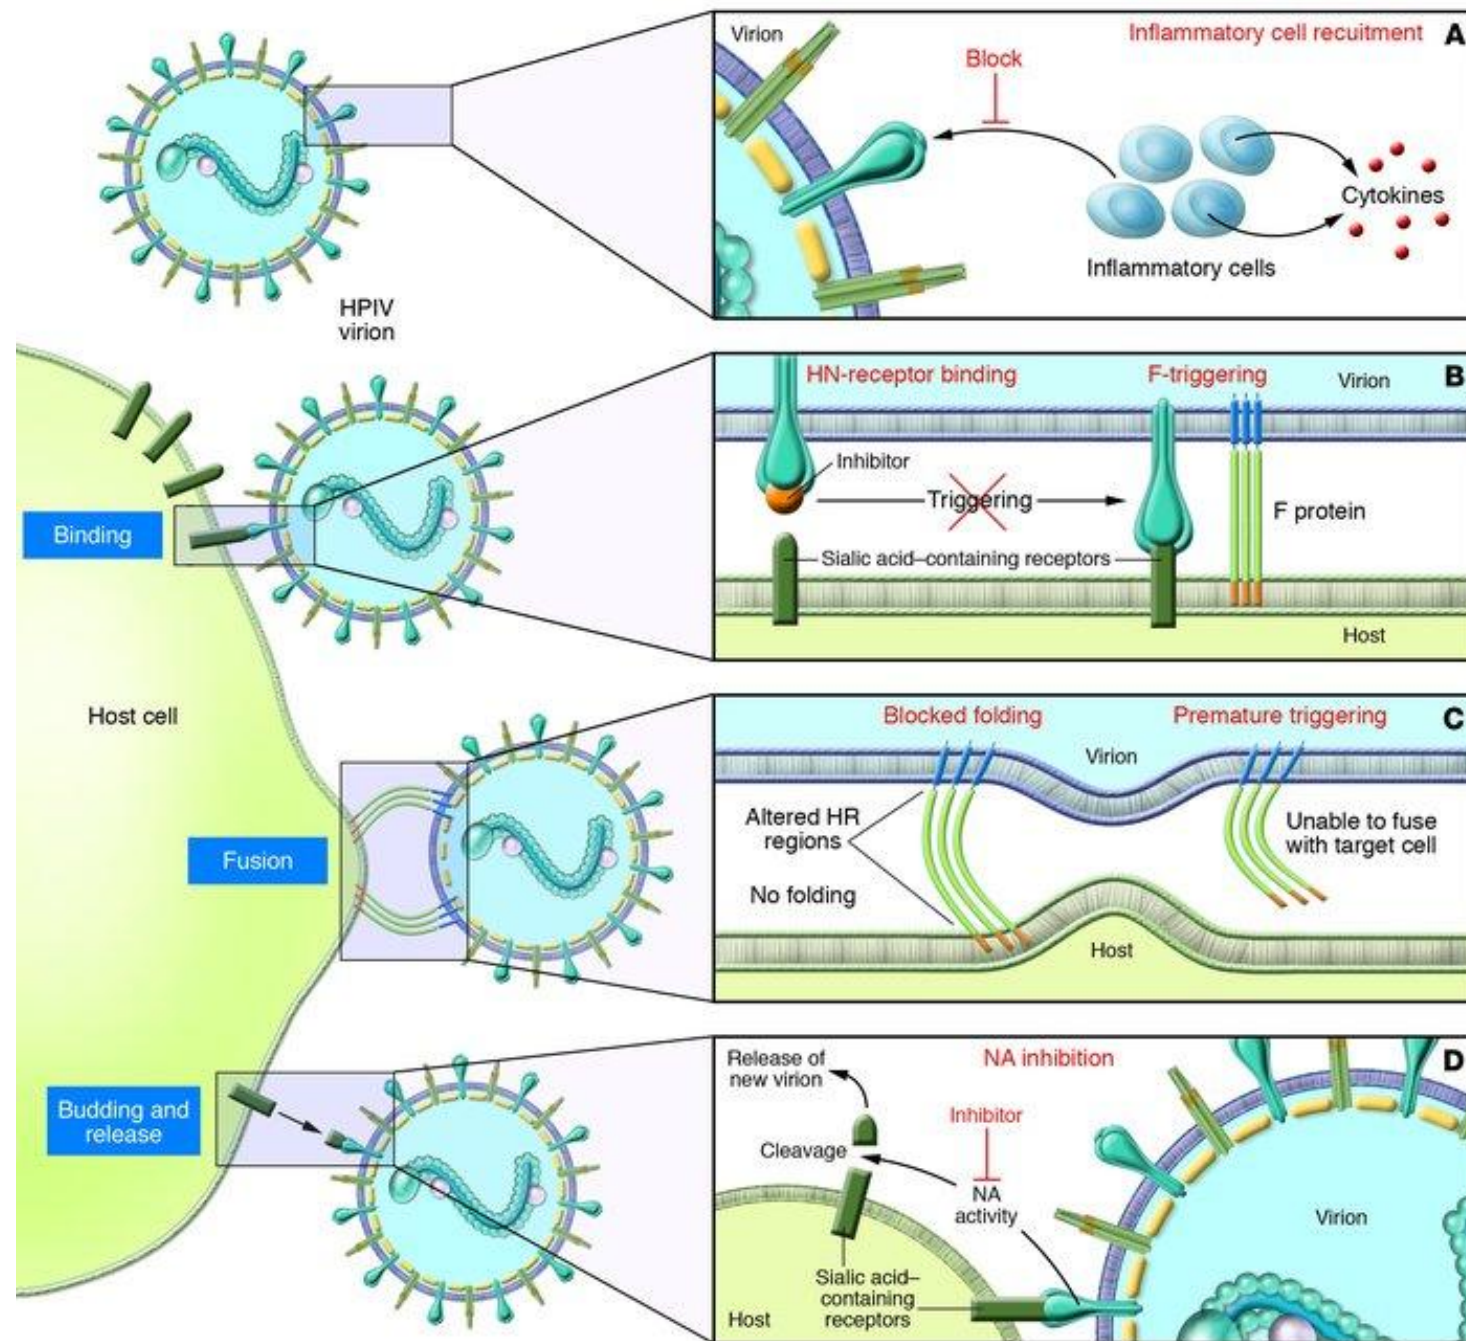 Virion
Inflammatory cell recuitment
A
Block
Cytokines
Inflammatory cells
HPIV
virion
HN-receptor binding
F-triggering
Virion
B
Inhibitor
Triggering
F protein
Sialic acid–containing receptors
Host
Binding
Host cell
Blocked folding
Premature triggering
C
Virion
Altered HR
regions
Unable to fuse
with target cell
No folding
Host
Fusion
Release of
new virion
NA inhibition
D
Inhibitor
Cleavage
NA
activity
Virion
Sialic acid–
containing
receptors
Host
Budding and
release